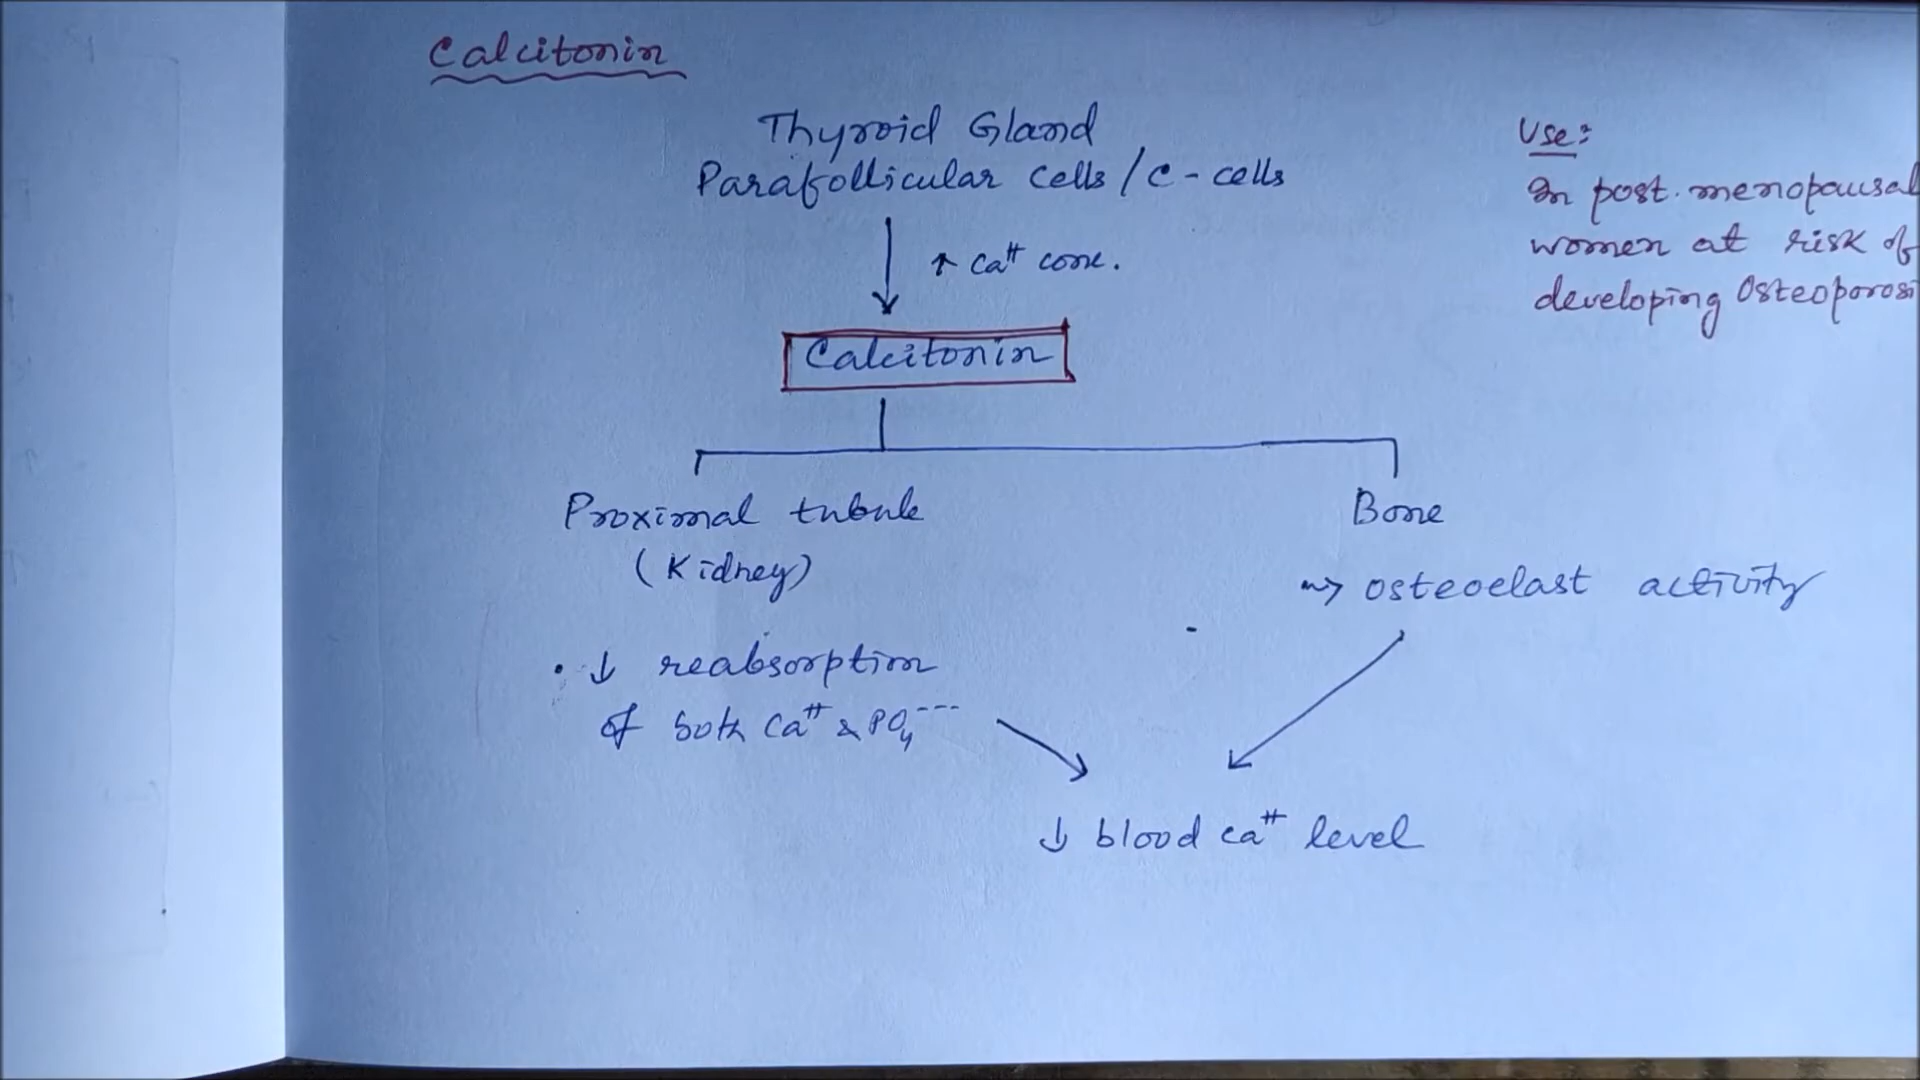 Calcitonin
Thyroid Gland
Parafollicular cells / C-cells
↑ Ca++ conc.
Calcitonin
Proximal tubule
(Kidney)
• ↓ reabsorption
of both Ca++ & PO4---
Bone
⇝ osteoclast activity
↓ blood Ca++ level
Use:
In post. menopausal
women at risk of
developing Osteoporosi